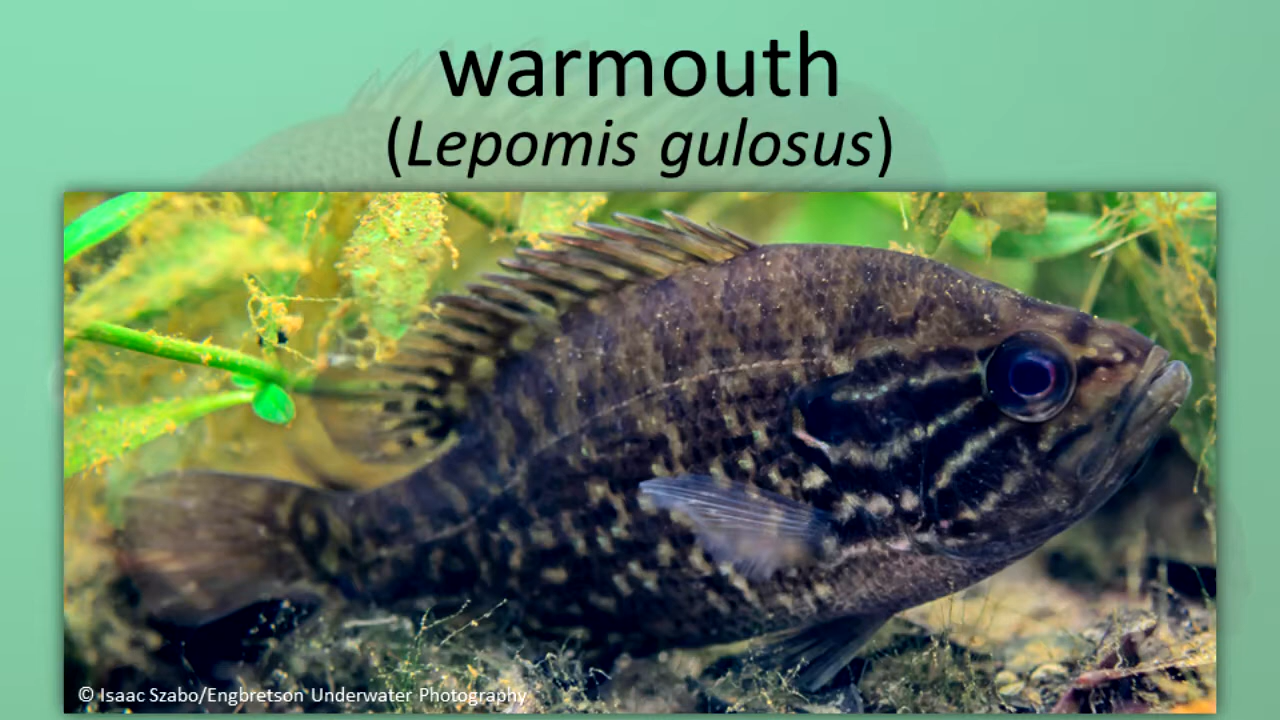 warmouth
(Lepomis gulosus)
© Isaac Szabo/Engbretson Underwater Photography